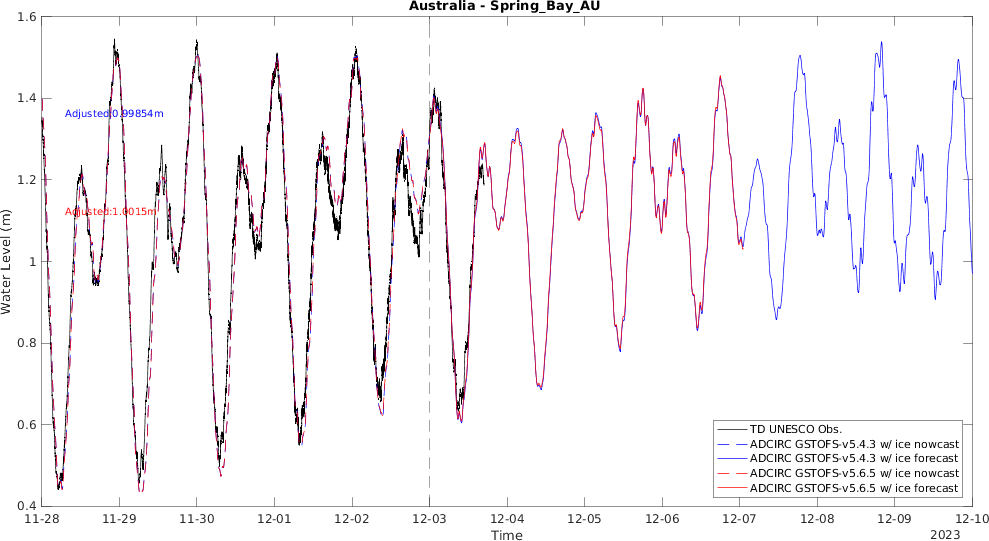 Australia - Spring_Bay_AU
1.6
1.4
1.2
1
0.8
0.6
0.4
Water Level (m)
Adjusted:0.99854m
Adjusted:1.0015m
TD UNESCO Obs.
ADCIRC GSTOFS-v5.4.3 w/ ice nowcast
ADCIRC GSTOFS-v5.4.3 w/ ice forecast
ADCIRC GSTOFS-v5.6.5 w/ ice nowcast
ADCIRC GSTOFS-v5.6.5 w/ ice forecast
11-28 11-29 11-30 12-01 12-02 12-03 12-04 12-05 12-06 12-07 12-08 12-09 12-10
Time
2023